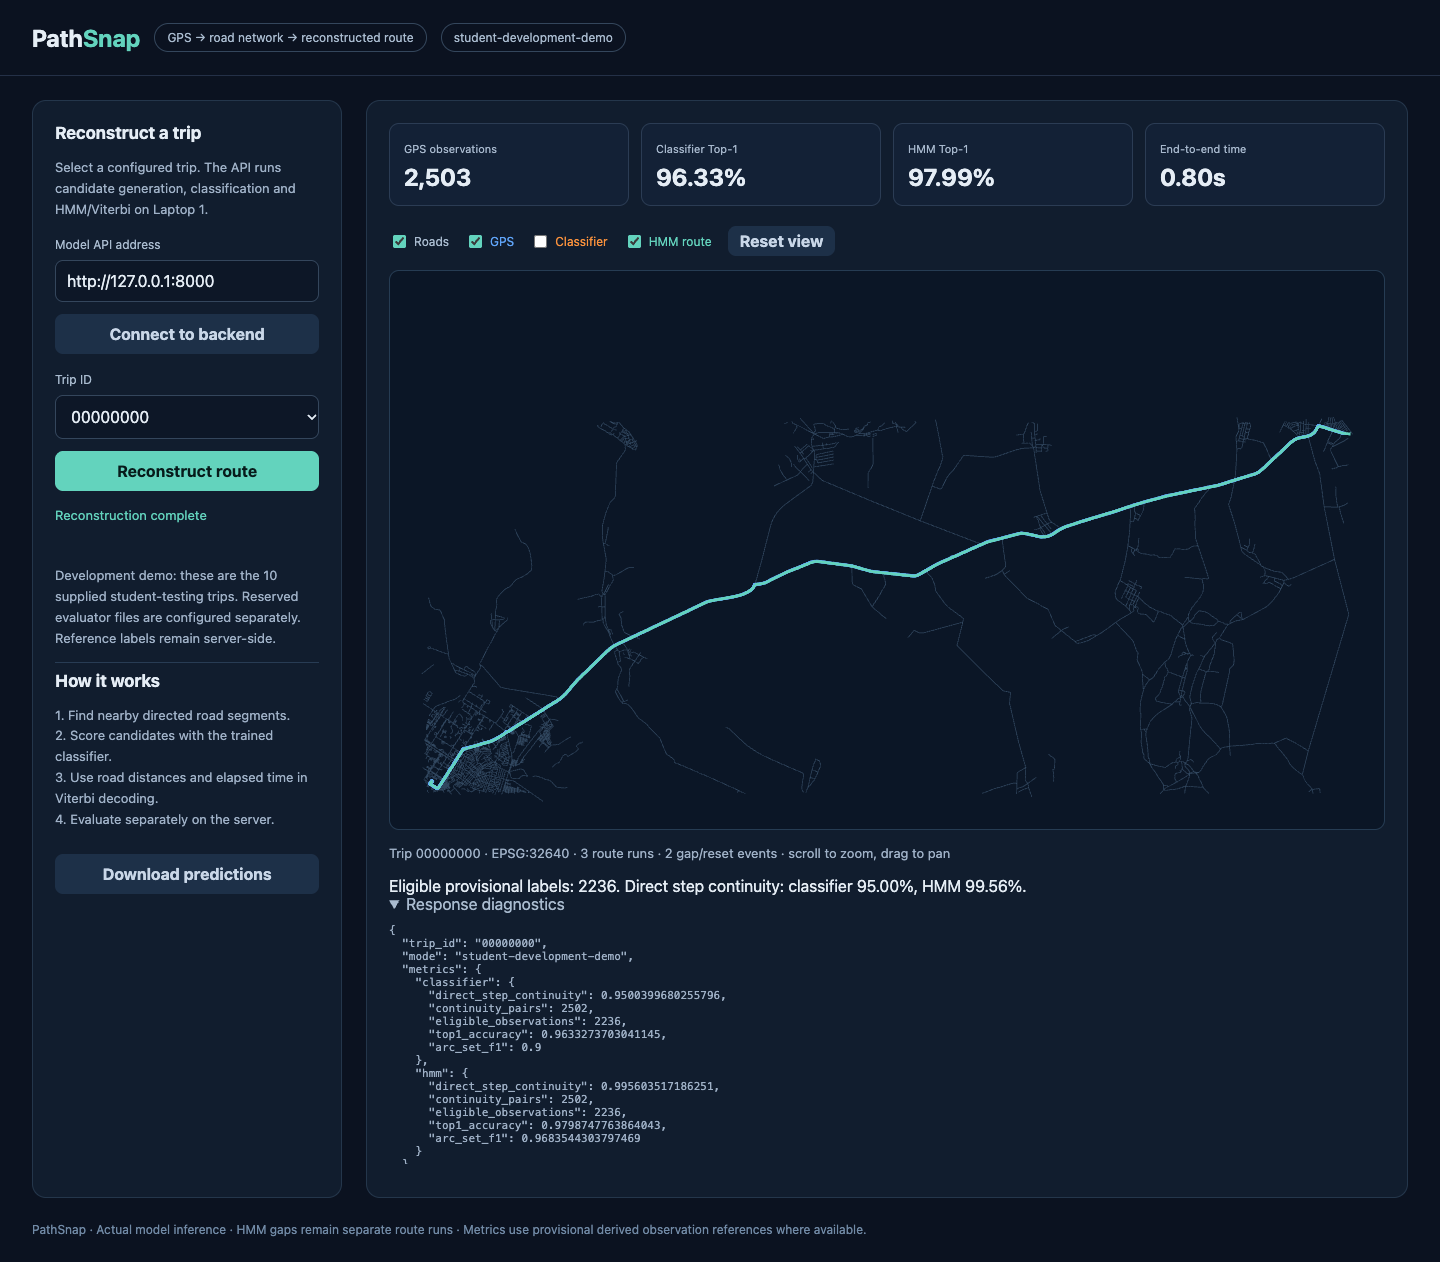 PathSnap
GPS → road network → reconstructed route
student-development-demo
Reconstruct a trip
Select a configured trip. The API runs
candidate generation, classification and
HMM/Viterbi on Laptop 1.
Model API address
http://127.0.0.1:8000
Connect to backend
Trip ID
00000000
Reconstruct route
Reconstruction complete
Development demo: these are the 10
supplied student-testing trips. Reserved
evaluator files are configured separately.
Reference labels remain server-side.
How it works
1. Find nearby directed road segments.
2. Score candidates with the trained
classifier.
3. Use road distances and elapsed time in
Viterbi decoding.
4. Evaluate separately on the server.
Download predictions
GPS observations
2,503
Classifier Top-1
96.33%
HMM Top-1
97.99%
End-to-end time
0.80s
Roads
GPS
Classifier
HMM route
Reset view
Trip 00000000 · EPSG:32640 · 3 route runs · 2 gap/reset events · scroll to zoom, drag to pan
Eligible provisional labels: 2236. Direct step continuity: classifier 95.00%, HMM 99.56%.
▼ Response diagnostics
{
"trip_id": "00000000",
"mode": "student-development-demo",
"metrics": {
"classifier": {
"direct_step_continuity": 0.9500399680255796,
"continuity_pairs": 2502,
"eligible_observations": 2236,
"top1_accuracy": 0.9633273703041145,
"arc_set_f1": 0.9
},
"hmm": {
"direct_step_continuity": 0.995603517186251,
"continuity_pairs": 2502,
"eligible_observations": 2236,
"top1_accuracy": 0.9798747763864043,
"arc_set_f1": 0.9683544303797469
}
}
PathSnap · Actual model inference · HMM gaps remain separate route runs · Metrics use provisional derived observation references where available.